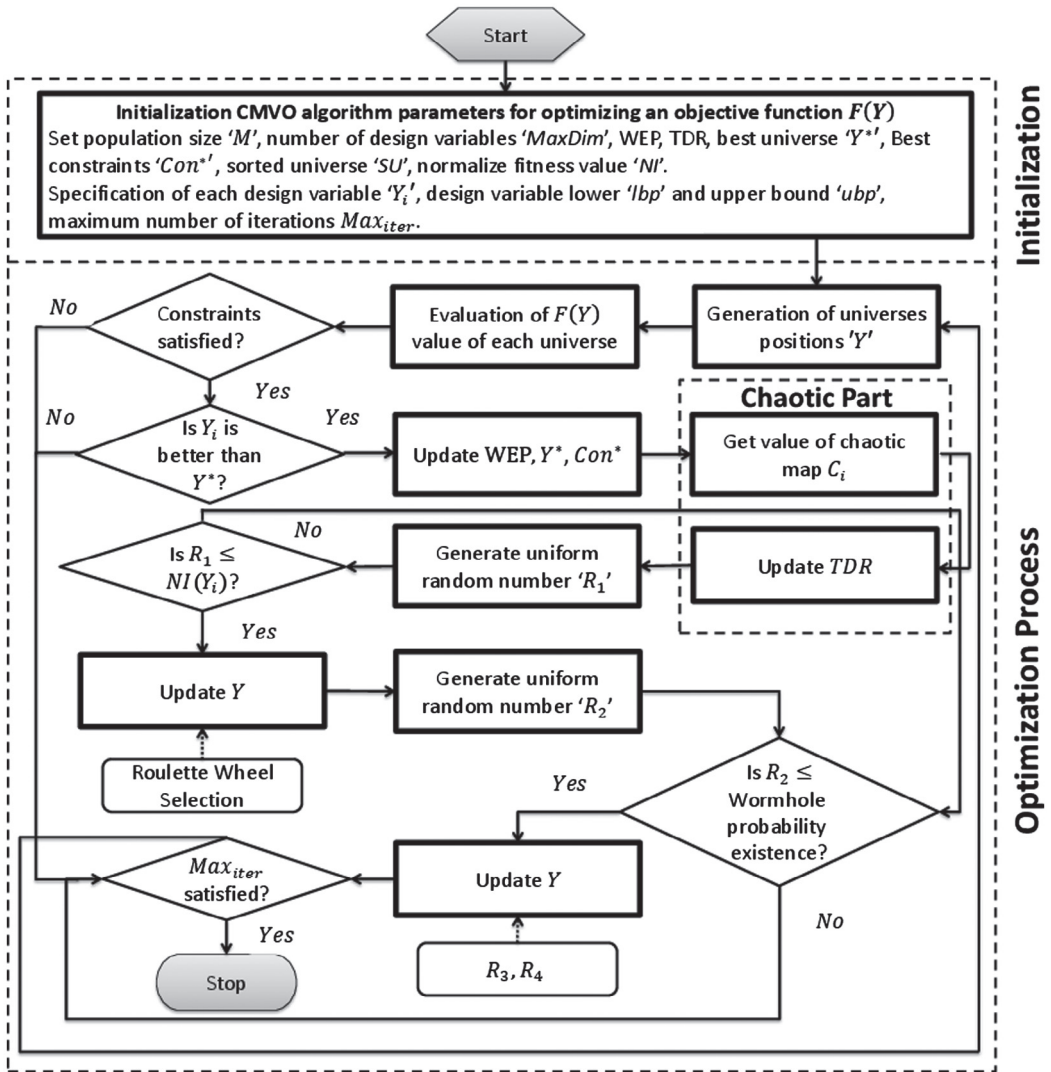 Start
Initialization CMVO algorithm parameters for optimizing an objective function F(Y)
Set population size ‘M’, number of design variables ‘MaxDim’, WEP, TDR, best universe ‘Y*’, Best
constraints ‘Con*’, sorted universe ‘SU’, normalize fitness value ‘NI’.
Specification of each design variable ‘Yᵢ’, design variable lower ‘lbp’ and upper bound ‘ubp’,
maximum number of iterations Max_iter.
Initialization
No
Constraints
satisfied?
Evaluation of F(Y)
value of each universe
Generation of universes
positions 'Y'
Yes
No
Is Yᵢ is
better than
Y*?
Yes
Update WEP, Y*, Con*
Chaotic Part
Get value of chaotic
map Cᵢ
No
Is R₁ ≤
NI(Yᵢ)?
Generate uniform
random number ‘R₁’
Update TDR
Yes
Update Y
Generate uniform
random number ‘R₂’
Roulette Wheel
Selection
Yes
Is R₂ ≤
Wormhole
probability
existence?
Optimization Process
Max_iter
satisfied?
Update Y
No
Yes
Stop
R₃, R₄